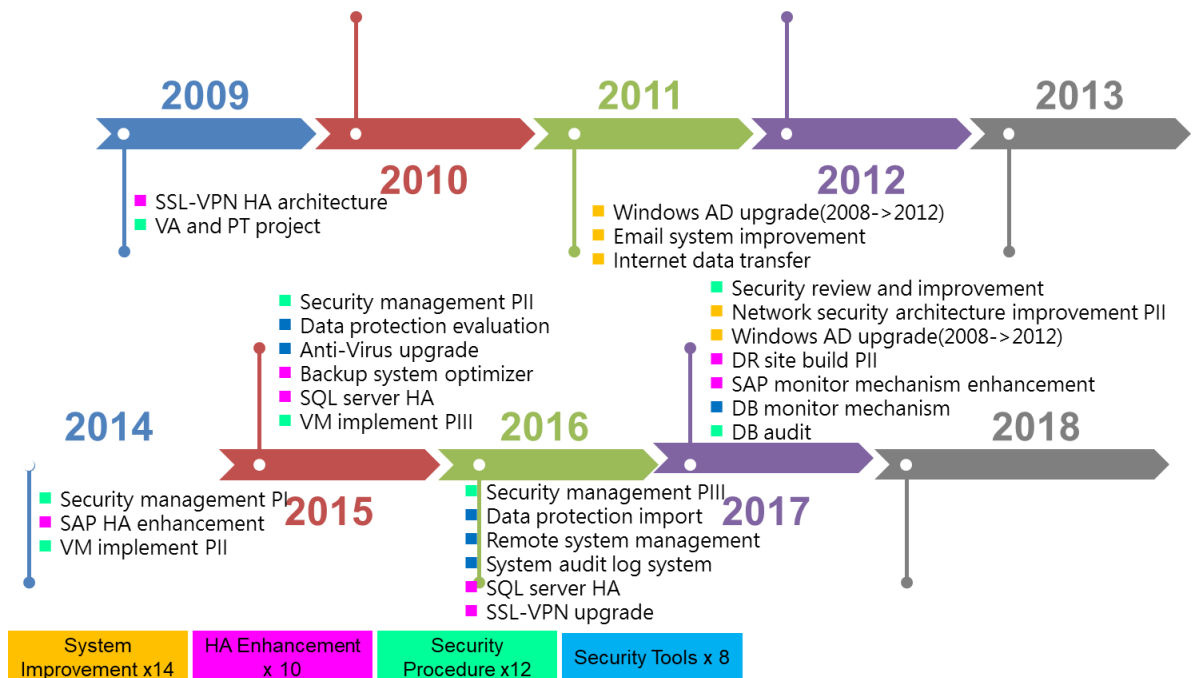 2009
2011
2013
2010
2012
SSL-VPN HA architecture
VA and PT project
Windows AD upgrade(2008->2012)
Email system improvement
Internet data transfer
Security management PII
Data protection evaluation
Anti-Virus upgrade
Backup system optimizer
SQL server HA
VM implement PIII
Security review and improvement
Network security architecture improvement PII
Windows AD upgrade(2008->2012)
DR site build PII
SAP monitor mechanism enhancement
DB monitor mechanism
DB audit
2014
2016
2018
2015
2017
Security management PI
SAP HA enhancement
VM implement PII
Security management PIII
Data protection import
Remote system management
System audit log system
SQL server HA
SSL-VPN upgrade
System
Improvement x14
HA Enhancement
x 10
Security
Procedure x12
Security Tools x 8